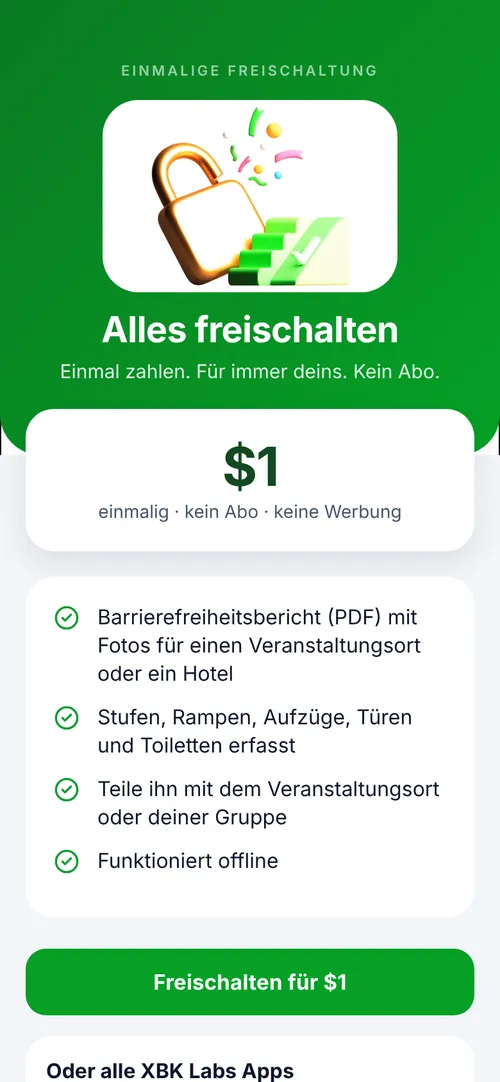 EINMALIGE FREISCHALTUNG
Alles freischalten
Einmal zahlen. Für immer deins. Kein Abo.
$1
einmalig · kein Abo · keine Werbung
Barrierefreiheitsbericht (PDF) mit
Fotos für einen Veranstaltungsort
oder ein Hotel
Stufen, Rampen, Aufzüge, Türen
und Toiletten erfasst
Teile ihn mit dem Veranstaltungsort
oder deiner Gruppe
Funktioniert offline
Freischalten für $1
Oder alle XBK Labs Apps